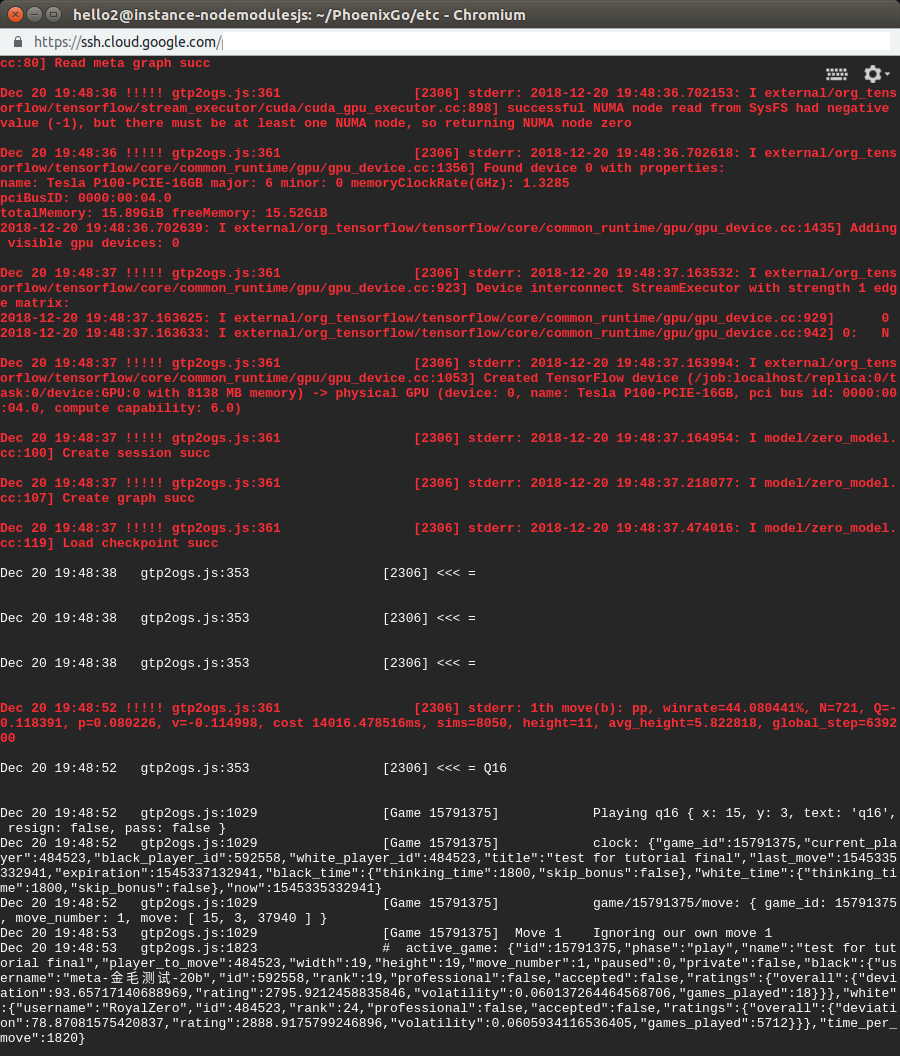 hello2@instance-nodemodulesjs: ~/PhoenixGo/etc - Chromium
https://ssh.cloud.google.com/
cc:80] Read meta graph succ
Dec 20 19:48:36 !!!!! gtp2ogs.js:361                 [2306] stderr: 2018-12-20 19:48:36.702153: I external/org_tens
orflow/tensorflow/stream_executor/cuda/cuda_gpu_executor.cc:898] successful NUMA node read from SysFS had negative
value (-1), but there must be at least one NUMA node, so returning NUMA node zero
Dec 20 19:48:36 !!!!! gtp2ogs.js:361                 [2306] stderr: 2018-12-20 19:48:36.702618: I external/org_tens
orflow/tensorflow/core/common_runtime/gpu/gpu_device.cc:1356] Found device 0 with properties:
name: Tesla P100-PCIE-16GB major: 6 minor: 0 memoryClockRate(GHz): 1.3285
pciBusID: 0000:00:04.0
totalMemory: 15.89GiB freeMemory: 15.52GiB
2018-12-20 19:48:36.702639: I external/org_tensorflow/tensorflow/core/common_runtime/gpu/gpu_device.cc:1435] Adding
 visible gpu devices: 0
Dec 20 19:48:37 !!!!! gtp2ogs.js:361                 [2306] stderr: 2018-12-20 19:48:37.163532: I external/org_tens
orflow/tensorflow/core/common_runtime/gpu/gpu_device.cc:923] Device interconnect StreamExecutor with strength 1 edg
e matrix:
2018-12-20 19:48:37.163625: I external/org_tensorflow/tensorflow/core/common_runtime/gpu/gpu_device.cc:929]      0
2018-12-20 19:48:37.163633: I external/org_tensorflow/tensorflow/core/common_runtime/gpu/gpu_device.cc:942] 0:   N
Dec 20 19:48:37 !!!!! gtp2ogs.js:361                 [2306] stderr: 2018-12-20 19:48:37.163994: I external/org_tens
orflow/tensorflow/core/common_runtime/gpu/gpu_device.cc:1053] Created TensorFlow device (/job:localhost/replica:0/t
ask:0/device:GPU:0 with 8138 MB memory) -> physical GPU (device: 0, name: Tesla P100-PCIE-16GB, pci bus id: 0000:00
:04.0, compute capability: 6.0)
Dec 20 19:48:37 !!!!! gtp2ogs.js:361                 [2306] stderr: 2018-12-20 19:48:37.164954: I model/zero_model.
cc:100] Create session succ
Dec 20 19:48:37 !!!!! gtp2ogs.js:361                 [2306] stderr: 2018-12-20 19:48:37.218077: I model/zero_model.
cc:107] Create graph succ
Dec 20 19:48:37 !!!!! gtp2ogs.js:361                 [2306] stderr: 2018-12-20 19:48:37.474016: I model/zero_model.
cc:119] Load checkpoint succ
Dec 20 19:48:38   gtp2ogs.js:353                 [2306] <<< =
Dec 20 19:48:38   gtp2ogs.js:353                 [2306] <<< =
Dec 20 19:48:38   gtp2ogs.js:353                 [2306] <<< =
Dec 20 19:48:52 !!!!! gtp2ogs.js:361                 [2306] stderr: 1th move(b): pp, winrate=44.080441%, N=721, Q=-
0.118391, p=0.080226, v=-0.114998, cost 14016.478516ms, sims=8050, height=11, avg_height=5.822818, global_step=6392
00
Dec 20 19:48:52   gtp2ogs.js:353                 [2306] <<< = Q16
Dec 20 19:48:52   gtp2ogs.js:1029                [Game 15791375]            Playing q16 { x: 15, y: 3, text: 'q16',
 resign: false, pass: false }
Dec 20 19:48:52   gtp2ogs.js:1029                [Game 15791375]            clock: {"game_id":15791375,"current_pla
yer":484523,"black_player_id":592558,"white_player_id":484523,"title":"test for tutorial final","last_move":1545335
332941,"expiration":1545337132941,"black_time":{"thinking_time":1800,"skip_bonus":false},"white_time":{"thinking_ti
me":1800,"skip_bonus":false},"now":1545335332941}
Dec 20 19:48:52   gtp2ogs.js:1029                [Game 15791375]            game/15791375/move: { game_id: 15791375
, move_number: 1, move: [ 15, 3, 37940 ] }
Dec 20 19:48:53   gtp2ogs.js:1029                [Game 15791375]  Move 1    Ignoring our own move 1
Dec 20 19:48:53   gtp2ogs.js:1823                #  active_game: {"id":15791375,"phase":"play","name":"test for tut
orial final","player_to_move":484523,"width":19,"height":19,"move_number":1,"paused":0,"private":false,"black":{"us
ername":"meta-金毛测试-20b","id":592558,"rank":19,"professional":false,"accepted":false,"ratings":{"overall":{"devi
ation":93.65717140688969,"rating":2795.9212458835846,"volatility":0.060137264464568706,"games_played":18}}},"white"
:{"username":"RoyalZero","id":484523,"rank":24,"professional":false,"accepted":false,"ratings":{"overall":{"deviati
on":78.87081575420837,"rating":2888.9175799246896,"volatility":0.0605934116536405,"games_played":5712}}},"time_per_
move":1820}